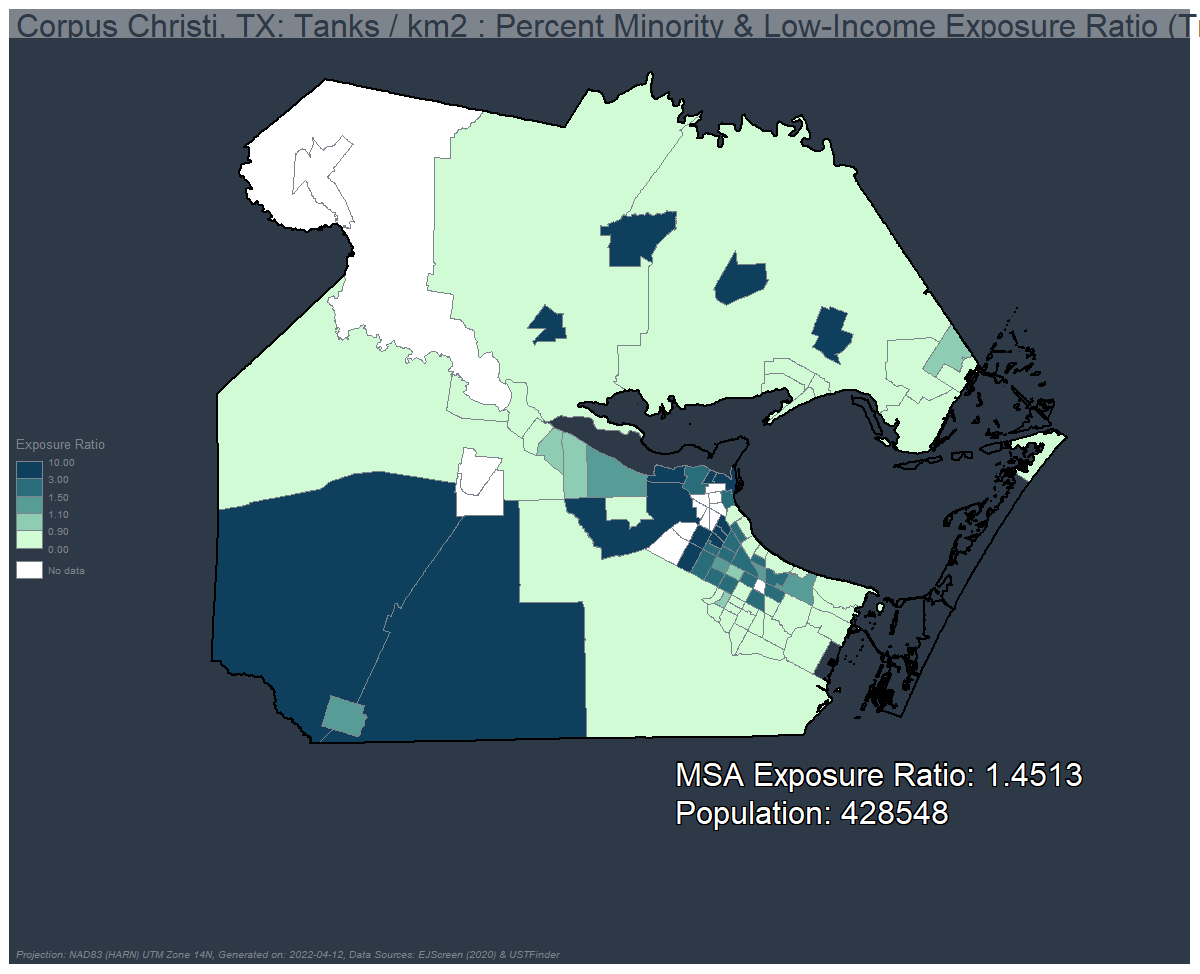 Corpus Christi, TX: Tanks / km2 : Percent Minority & Low-Income Exposure Ratio (Tr
Exposure Ratio
10.00
3.00
1.50
1.10
0.90
0.00
No data
MSA Exposure Ratio: 1.4513
Population: 428548
Projection: NAD83 (HARN) UTM Zone 14N, Generated on: 2022-04-12, Data Sources: EJScreen (2020) & USTFinder